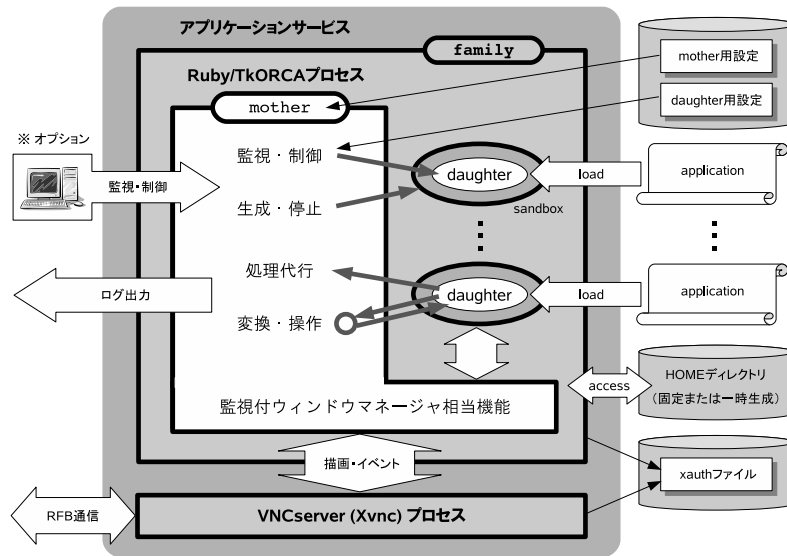 アプリケーションサービス
family
Ruby/TkORCAプロセス
mother
mother用設定
daughter用設定
※ オプション
監視・制御
監視・制御
生成・停止
daughter
sandbox
load
application
処理代行
変換・操作
daughter
load
application
ログ出力
監視付ウィンドウマネージャ相当機能
access
HOMEディレクトリ
(固定または一時生成)
描画・イベント
xauthファイル
RFB通信
VNCserver (Xvnc) プロセス